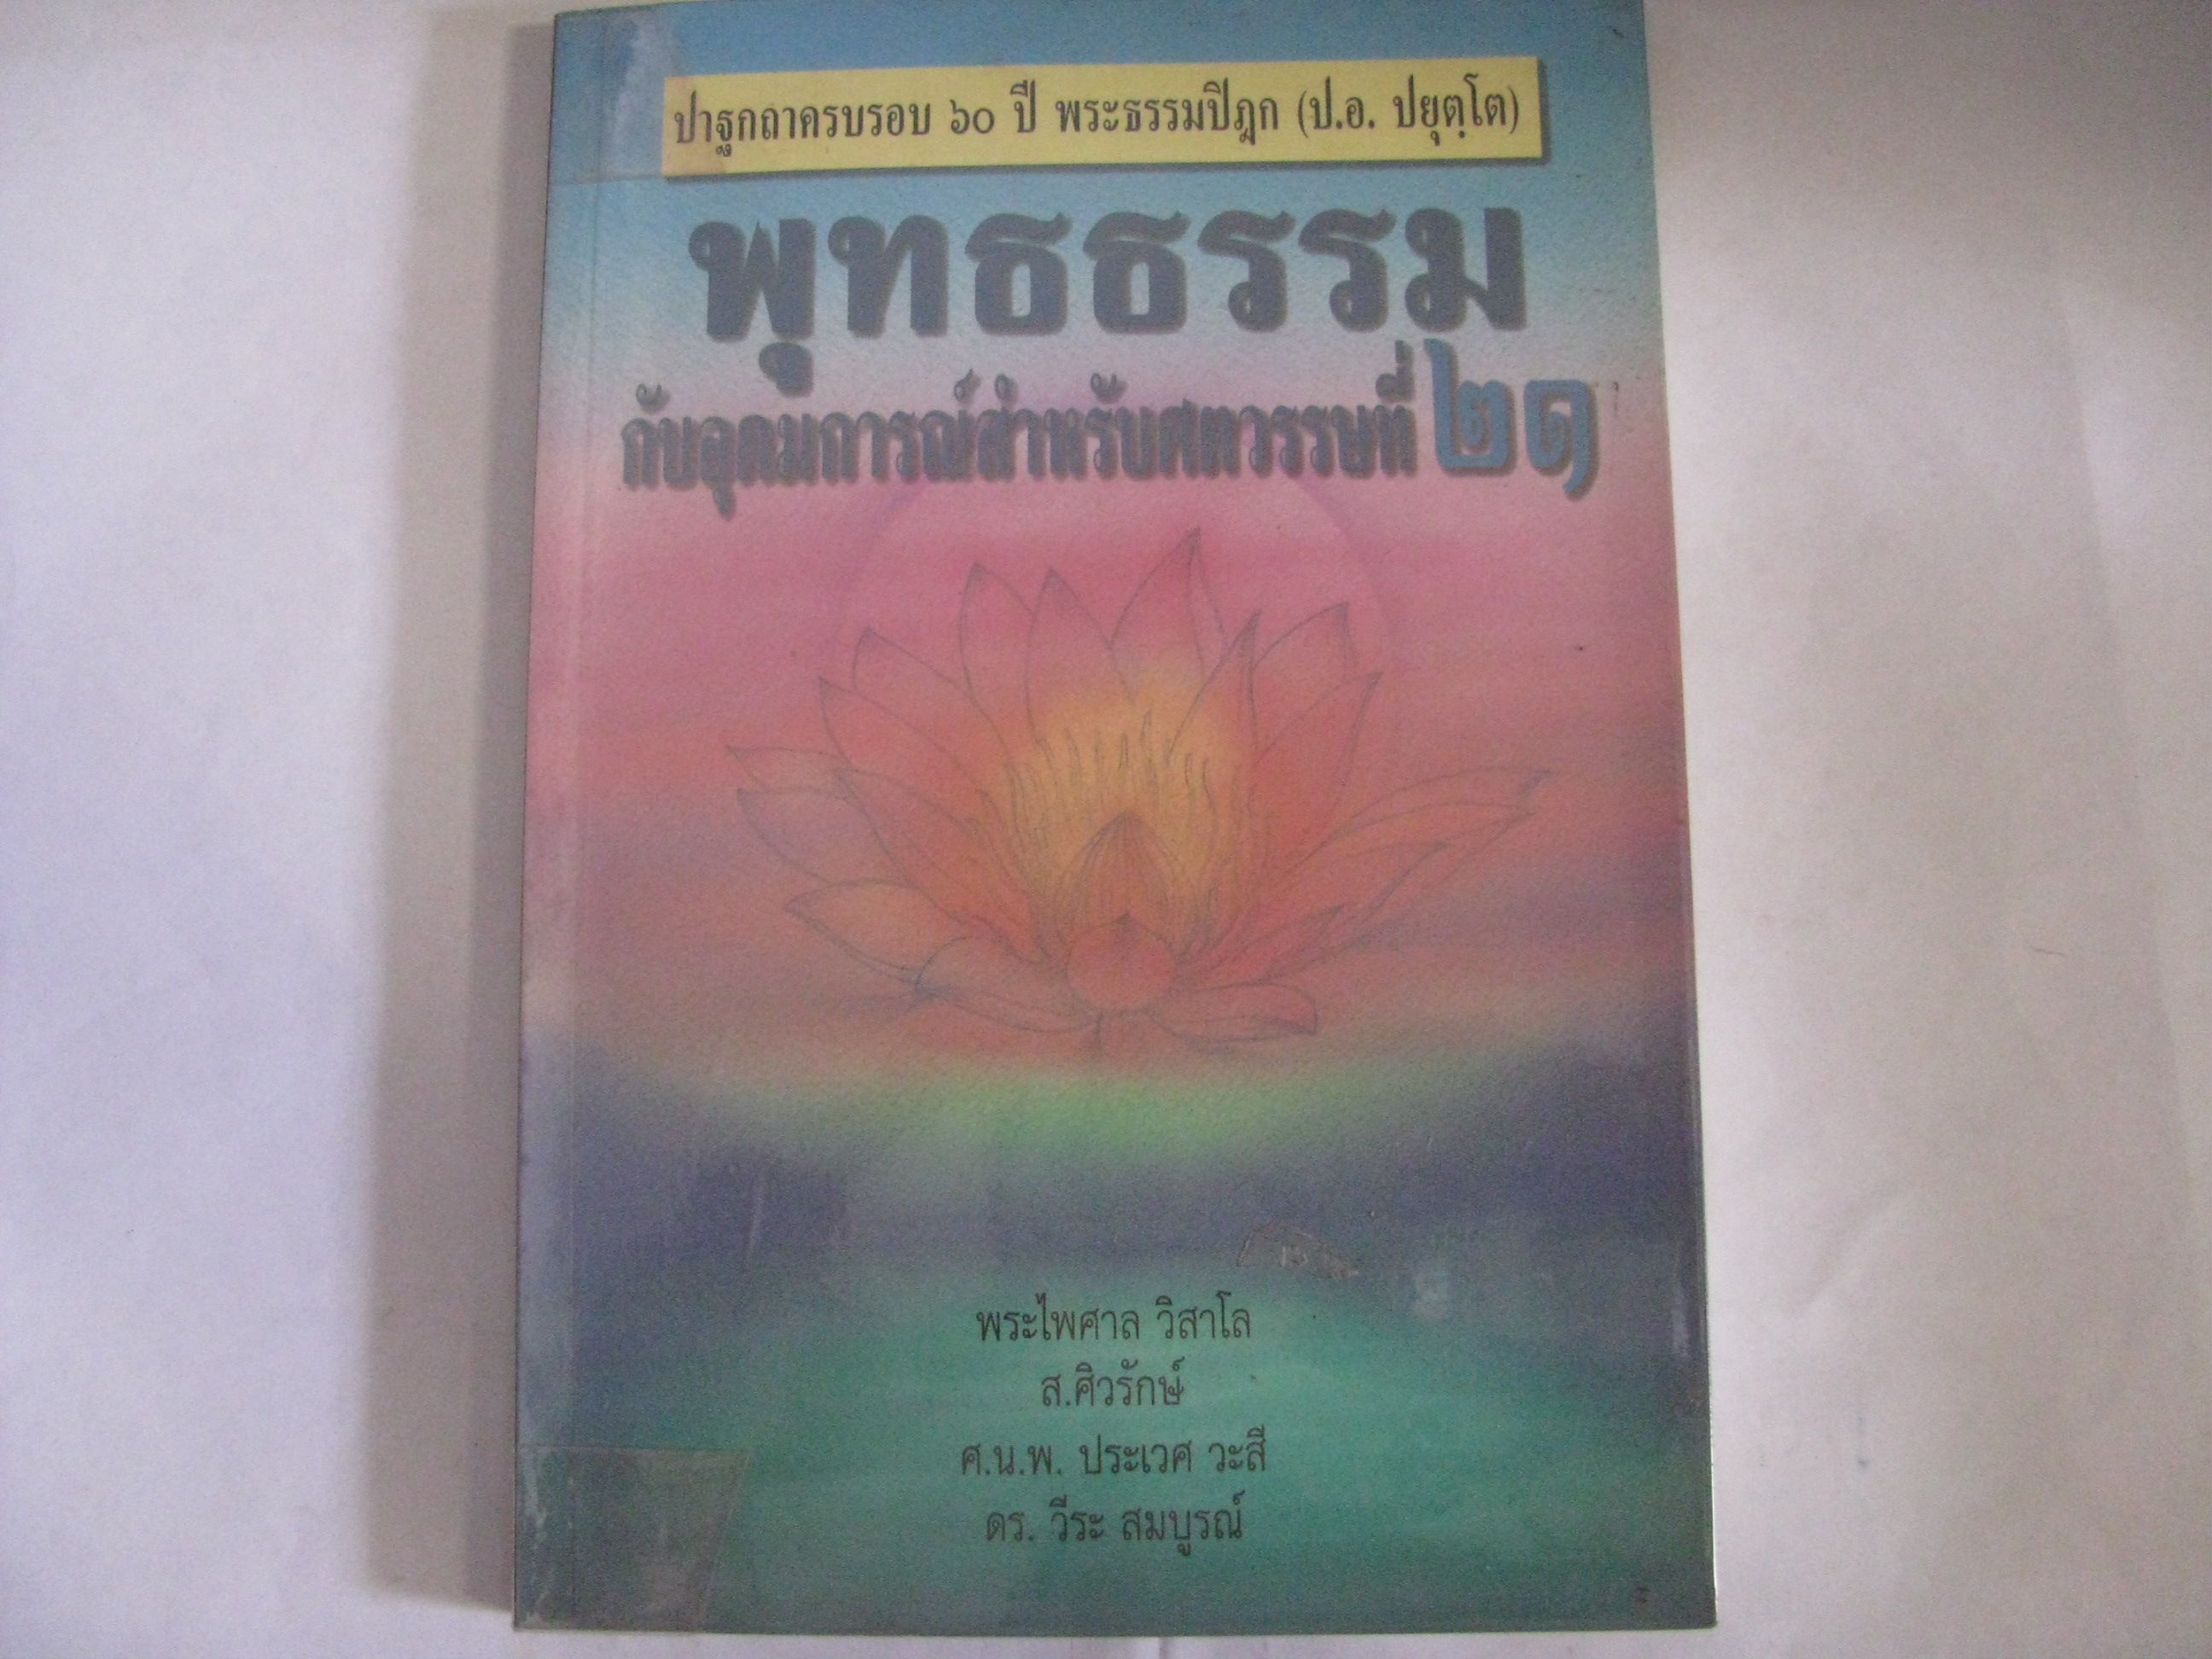 ปาฐกถาครบรอบ ๖๐ ปี พระธรรมปิฎก (ป.อ. ปยุตฺโต)
พุทธธรรม
กับอุดมการณ์สำหรับศตวรรษที่ ๒๑
พระไพศาล วิสาโล
ส.ศิวรักษ์
ศ.น.พ. ประเวศ วะสี
ดร. วีระ สมบูรณ์